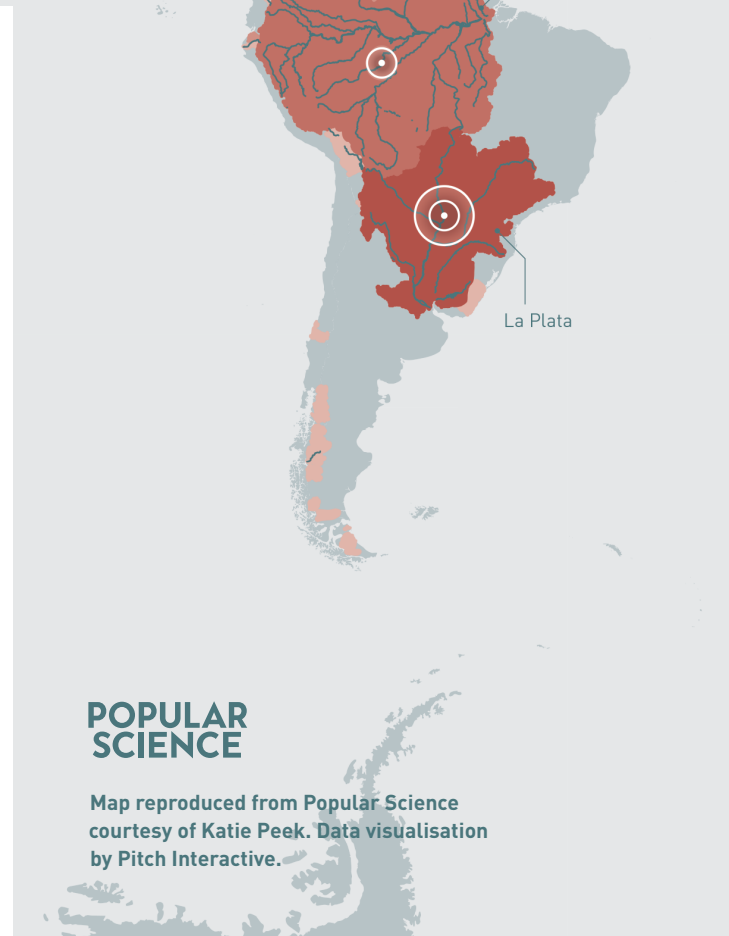 La Plata
POPULAR
SCIENCE
Map reproduced from Popular Science
courtesy of Katie Peek. Data visualisation
by Pitch Interactive.